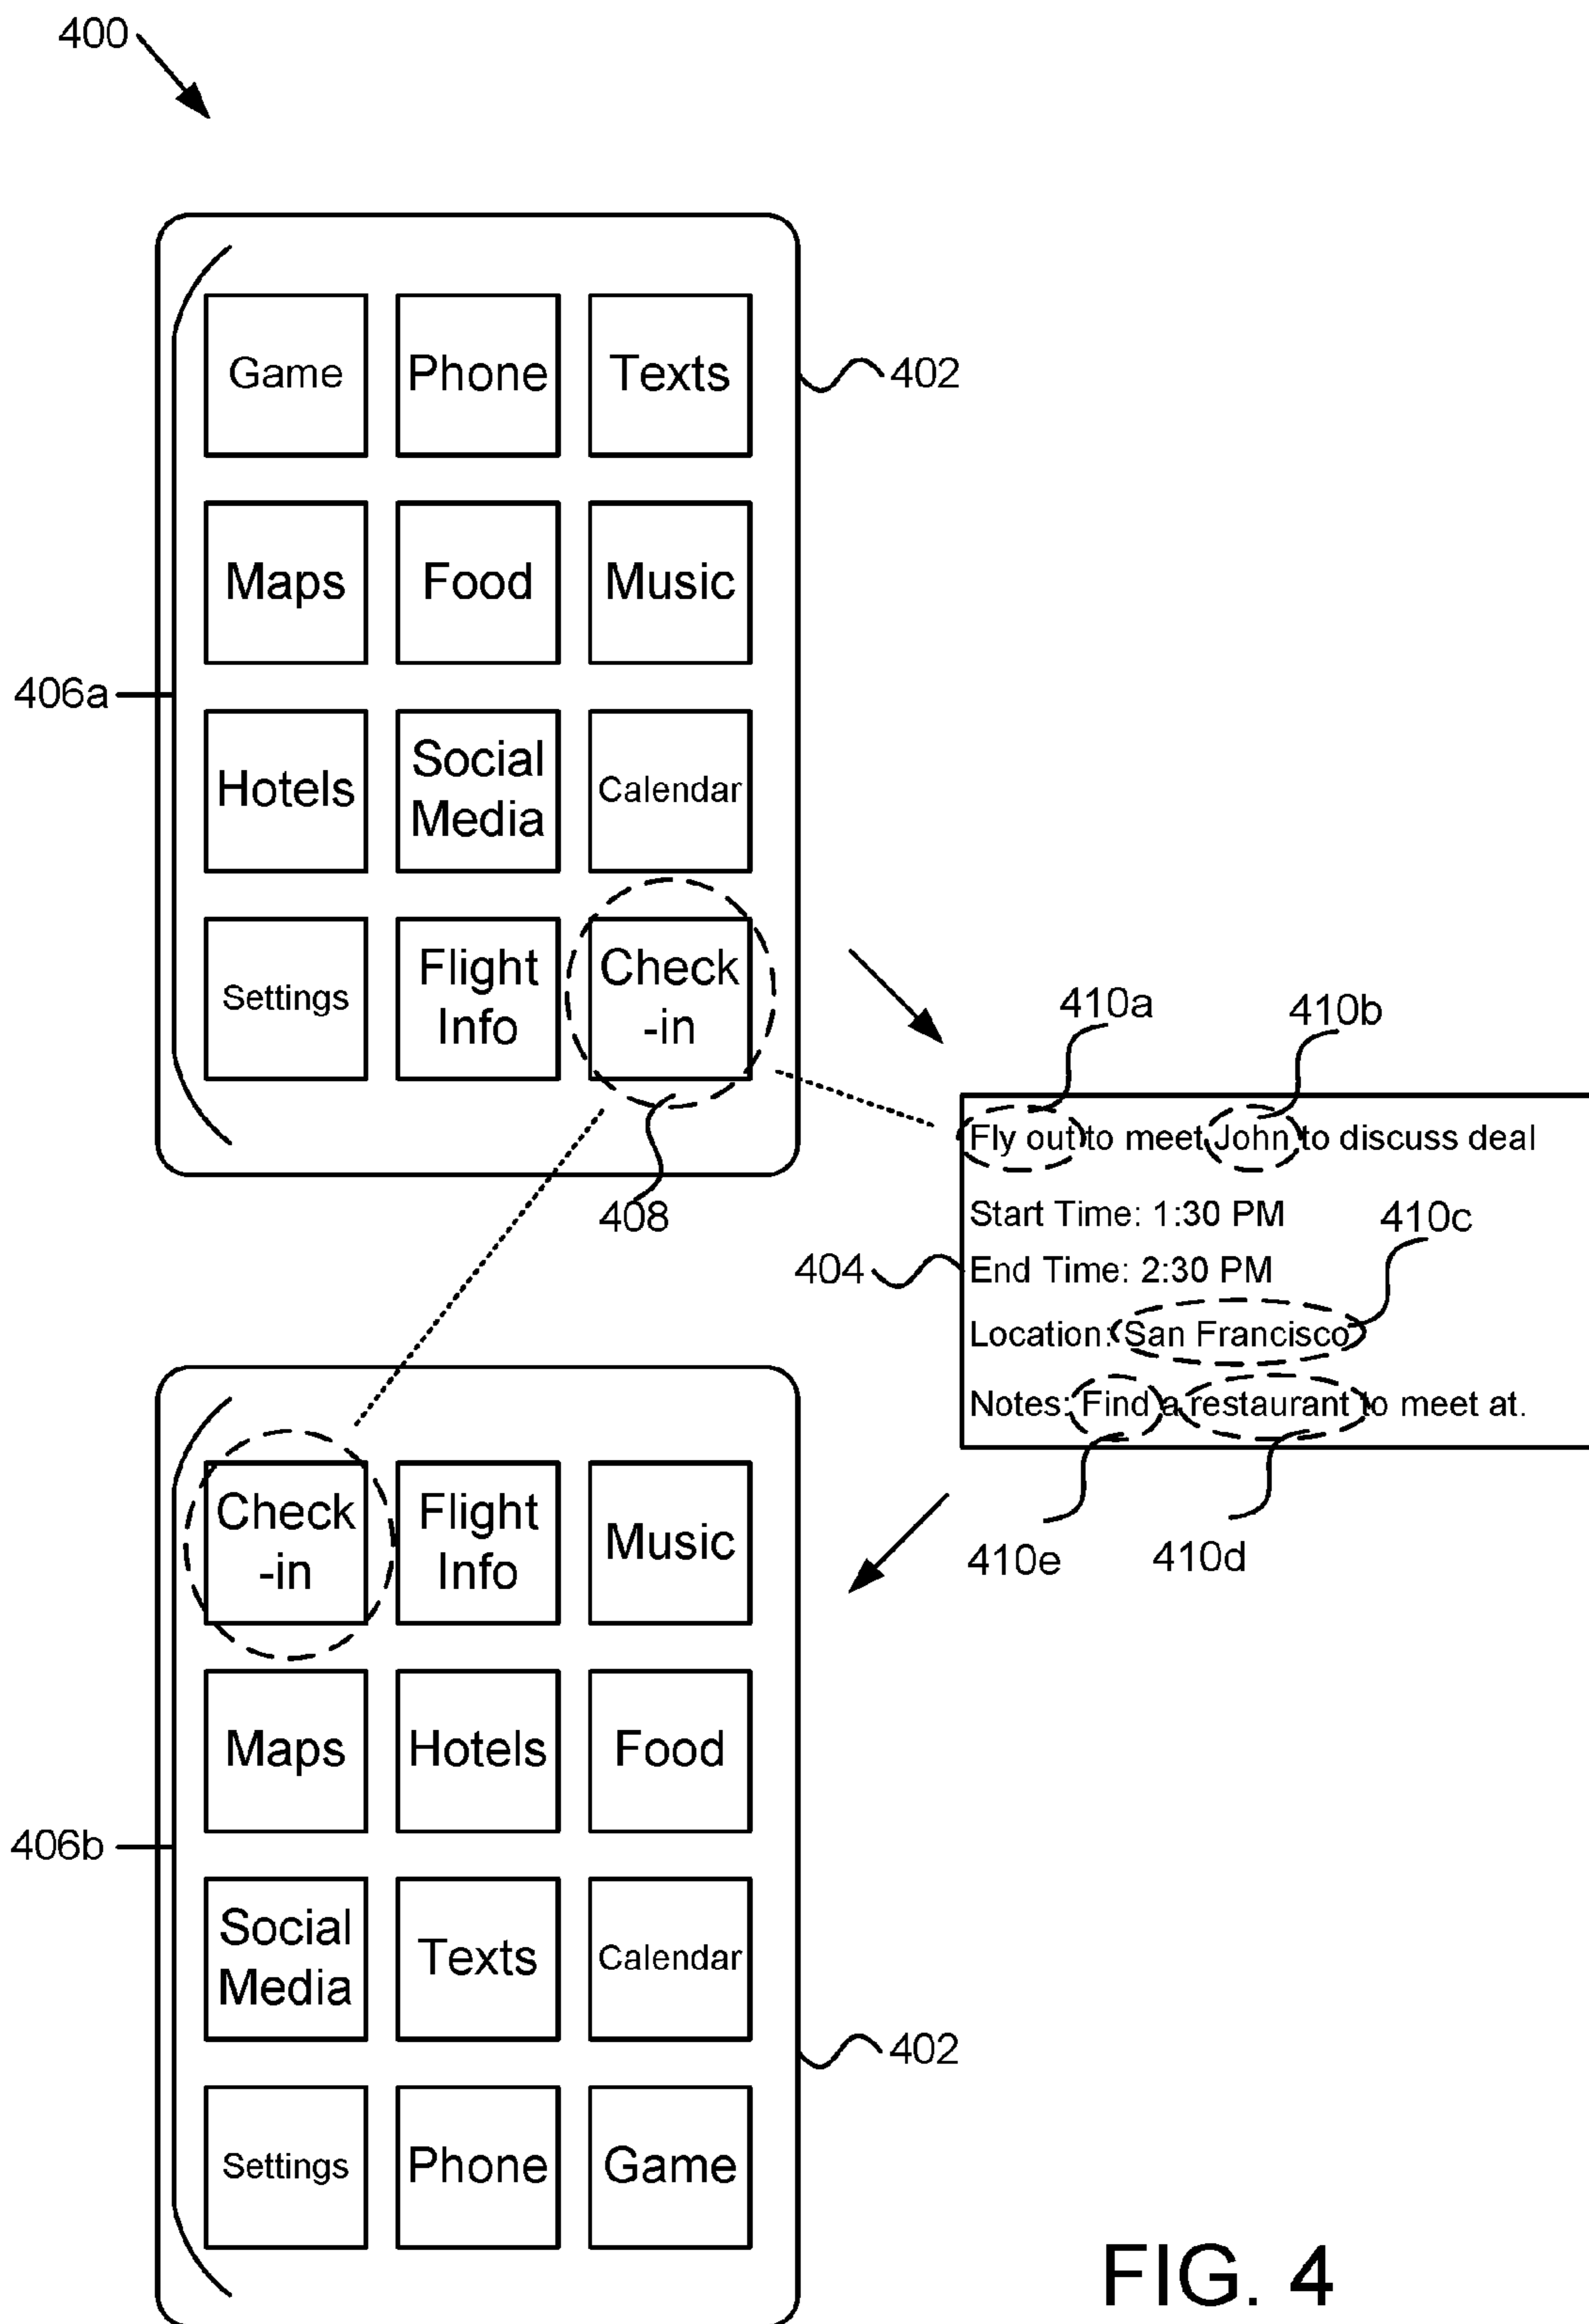 400
Game Phone Texts
402
Maps Food Music
406a
Hotels Social Media Calendar
Settings Flight Info Check-in
408
410a
410b
Fly out to meet John to discuss deal
Start Time: 1:30 PM
410c
404
End Time: 2:30 PM
Location: San Francisco
Notes: Find a restaurant to meet at.
410e
410d
Check-in Flight Info Music
Maps Hotels Food
406b
Social Media Texts Calendar
402
Settings Phone Game
FIG. 4